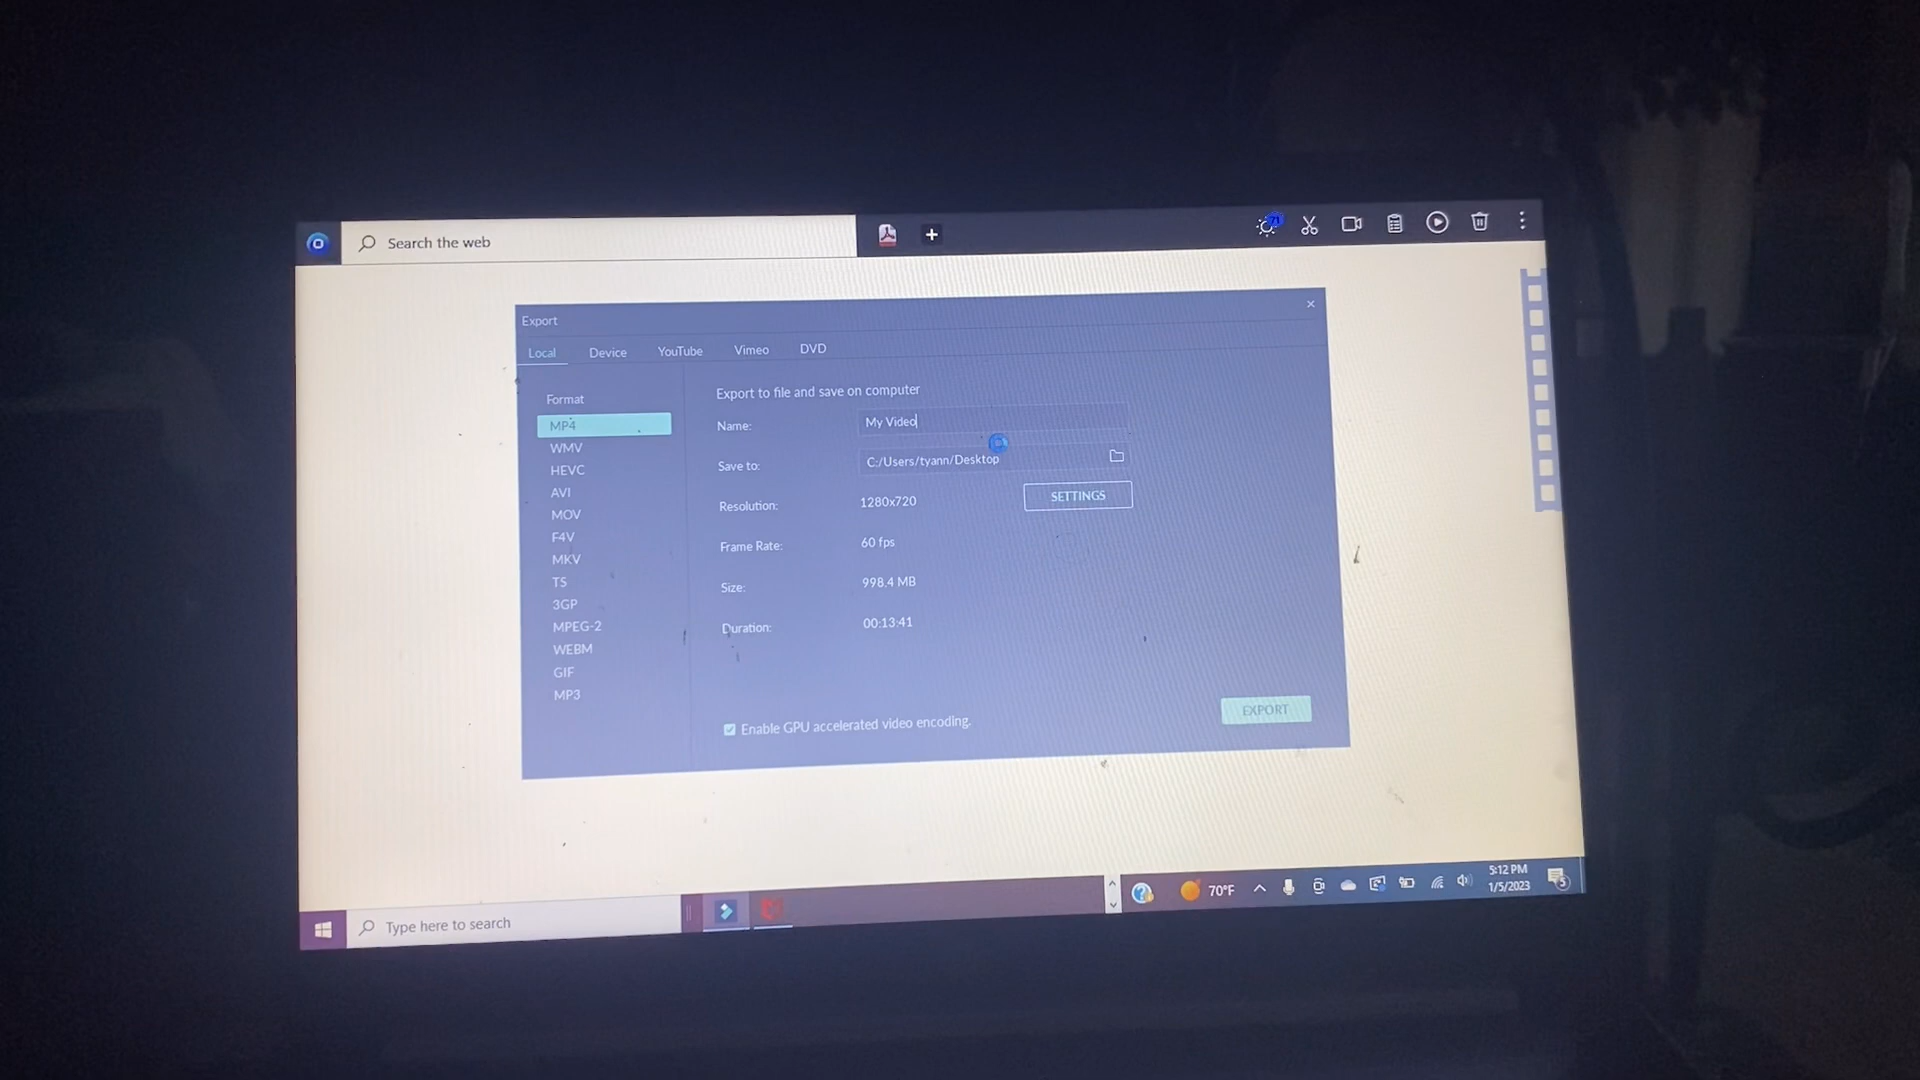 Search the web
71
Export
Local Device YouTube Vimeo DVD
Format
MP4
WMV
HEVC
AVI
MOV
F4V
MKV
TS
3GP
MPEG-2
WEBM
GIF
MP3
Export to file and save on computer
Name: My Video
Save to: C:/Users/tyann/Desktop
Resolution: 1280x720 SETTINGS
Frame Rate: 60 fps
Size: 998.4 MB
Duration: 00:13:41
Enable GPU accelerated video encoding.
EXPORT
Type here to search
70°F
5:12 PM
1/5/2023
5